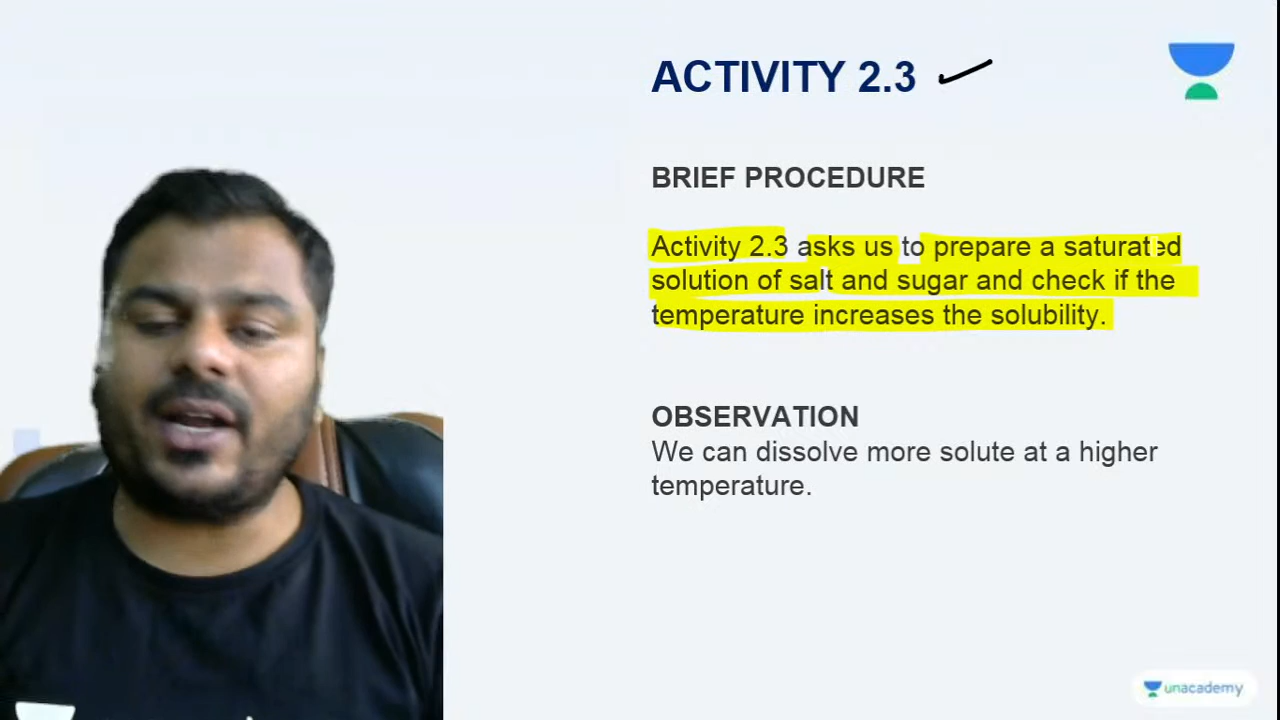 ACTIVITY 2.3
BRIEF PROCEDURE
Activity 2.3 asks us to prepare a saturated
solution of salt and sugar and check if the
temperature increases the solubility.
OBSERVATION
We can dissolve more solute at a higher
temperature.
unacademy